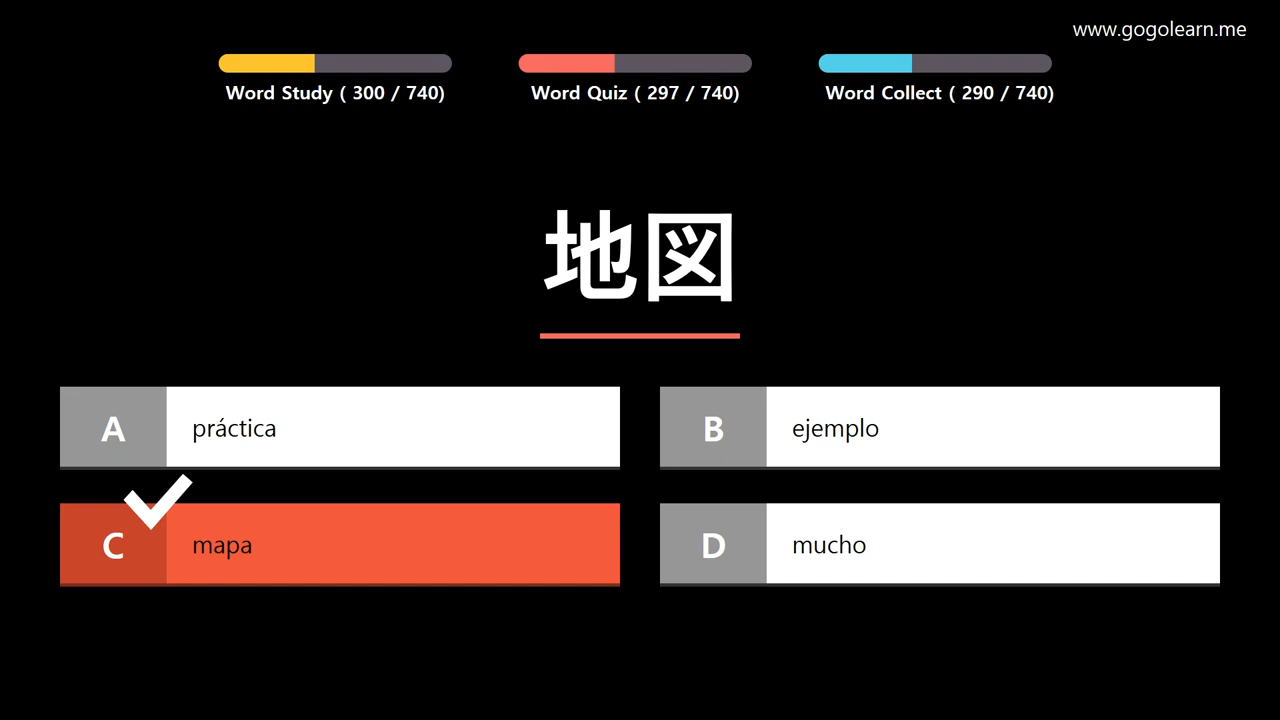 www.gogolearn.me
Word Study ( 300 / 740)
Word Quiz ( 297 / 740)
Word Collect ( 290 / 740)
地図
A práctica
B ejemplo
C mapa
D mucho